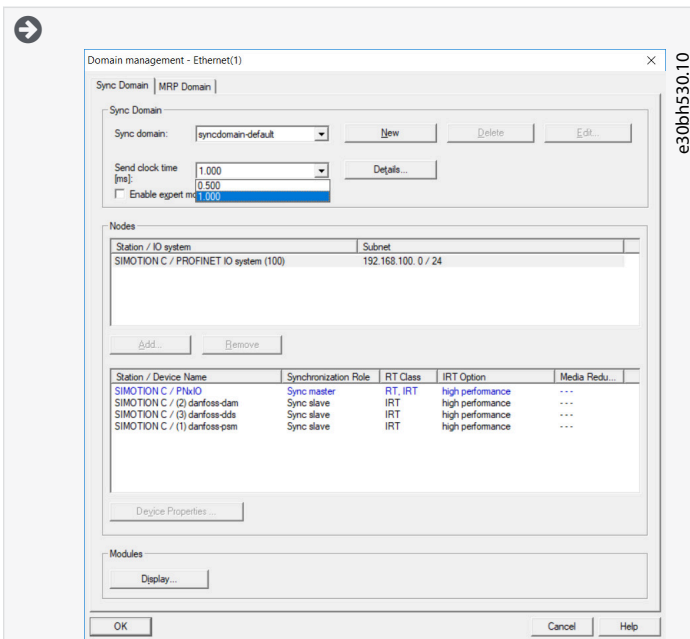 Domain management - Ethernet(1)
Sync Domain MRP Domain
Sync Domain
Sync domain: syncdomain-default New Delete Edit...
Send clock time [ms]: 1.000 Details...
0.500
Enable expert mo 1.000
Nodes
Station / IO system Subnet
SIMOTION C / PROFINET IO system (100) 192.168.100. 0 / 24
Add... Remove
Station / Device Name Synchronization Role RT Class IRT Option Media Redu...
SIMOTION C / PNxIO Sync master RT, IRT high performance - - -
SIMOTION C / (2) danfoss-dam Sync slave IRT high performance - - -
SIMOTION C / (3) danfoss-dds Sync slave IRT high performance - - -
SIMOTION C / (1) danfoss-psm Sync slave IRT high performance - - -
Device Properties ...
Modules
Display...
OK Cancel Help
e30bh530.10